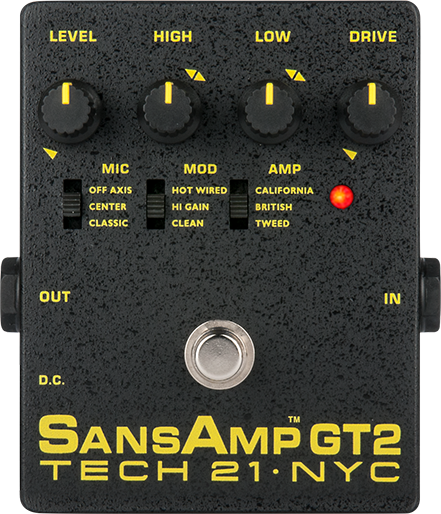 LEVEL HIGH LOW DRIVE
MIC MOD AMP
OFF AXIS HOT WIRED CALIFORNIA
CENTER HI GAIN BRITISH
CLASSIC CLEAN TWEED
OUT IN
D.C.
SANSAMP™ GT2
TECH 21·NYC